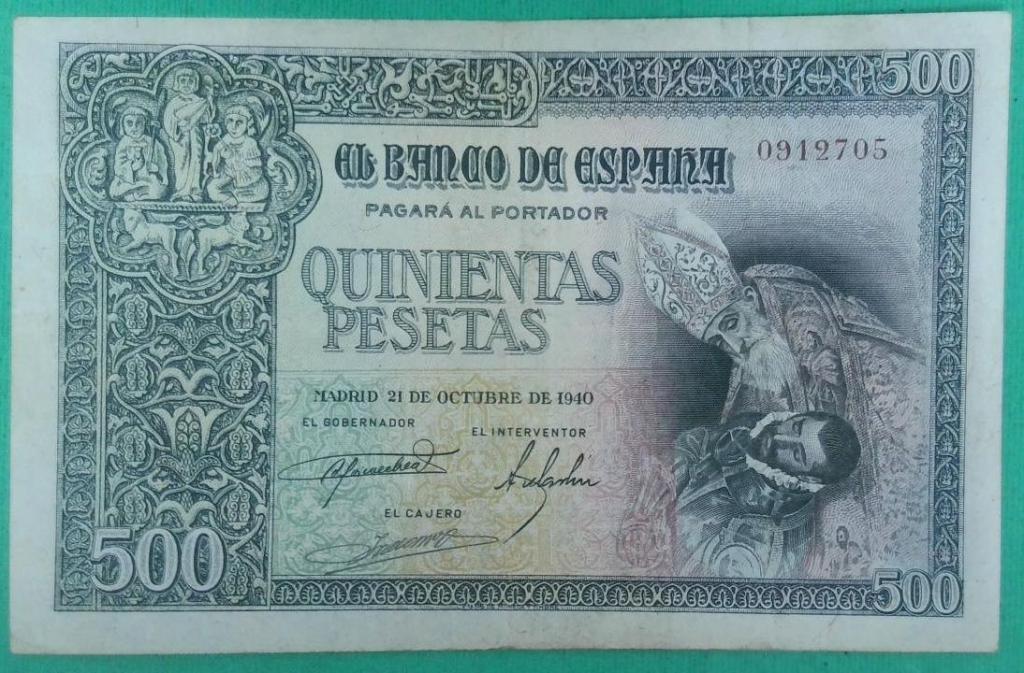 500
EL BANCO DE ESPAÑA
0912705
PAGARÁ AL PORTADOR
QUINIENTAS
PESETAS
MADRID 21 DE OCTUBRE DE 1940
EL GOBERNADOR
EL INTERVENTOR
EL CAJERO
500
500